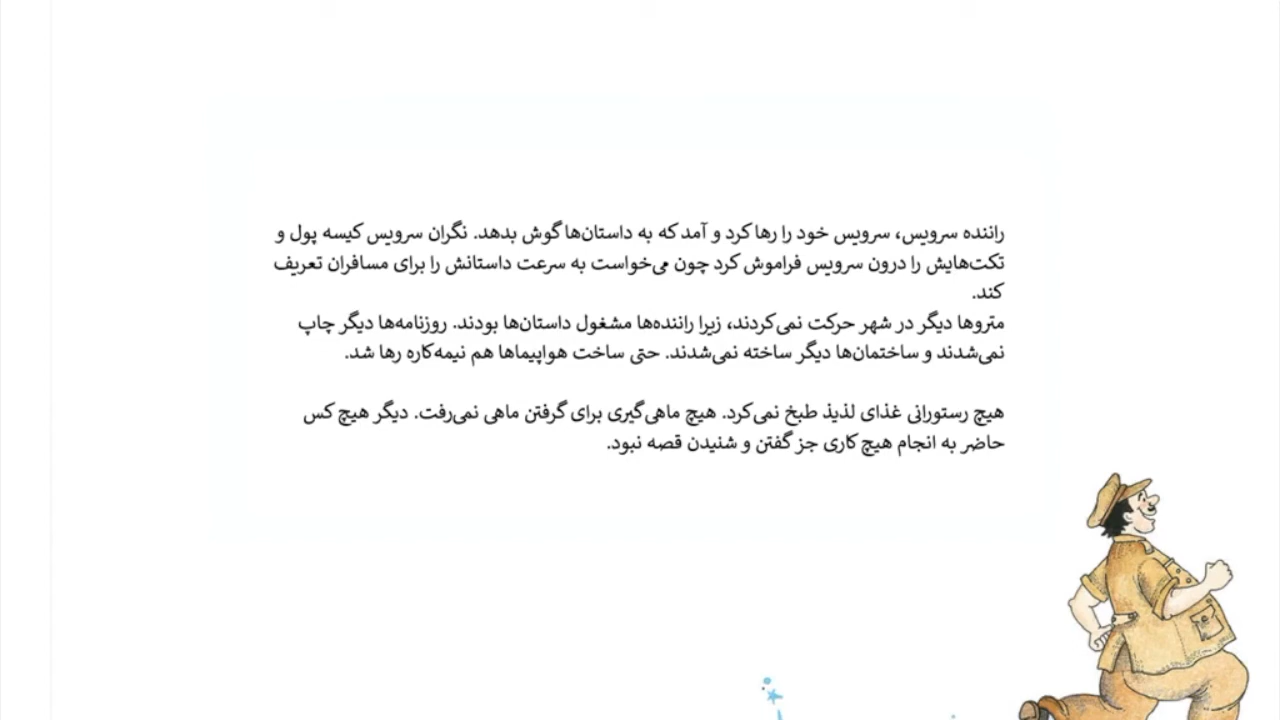 راننده سرویس، سرویس خود را رها کرد و آمد که به داستان‌ها گوش بدهد. نگران سرویس کیسه پول و
تکت‌هایش را درون سرویس فراموش کرد چون می‌خواست به سرعت داستانش را برای مسافران تعریف
کند.
متروها دیگر در شهر حرکت نمی‌کردند، زیرا راننده‌ها مشغول داستان‌ها بودند. روزنامه‌ها دیگر چاپ
نمی‌شدند و ساختمان‌ها دیگر ساخته نمی‌شدند. حتی ساخت هواپیماها هم نیمه‌کاره رها شد.
هیچ رستورانی غذای لذیذ طبخ نمی‌کرد. هیچ ماهی‌گیری برای گرفتن ماهی نمی‌رفت. دیگر هیچ کس
حاضر به انجام هیچ کاری جز گفتن و شنیدن قصه نبود.